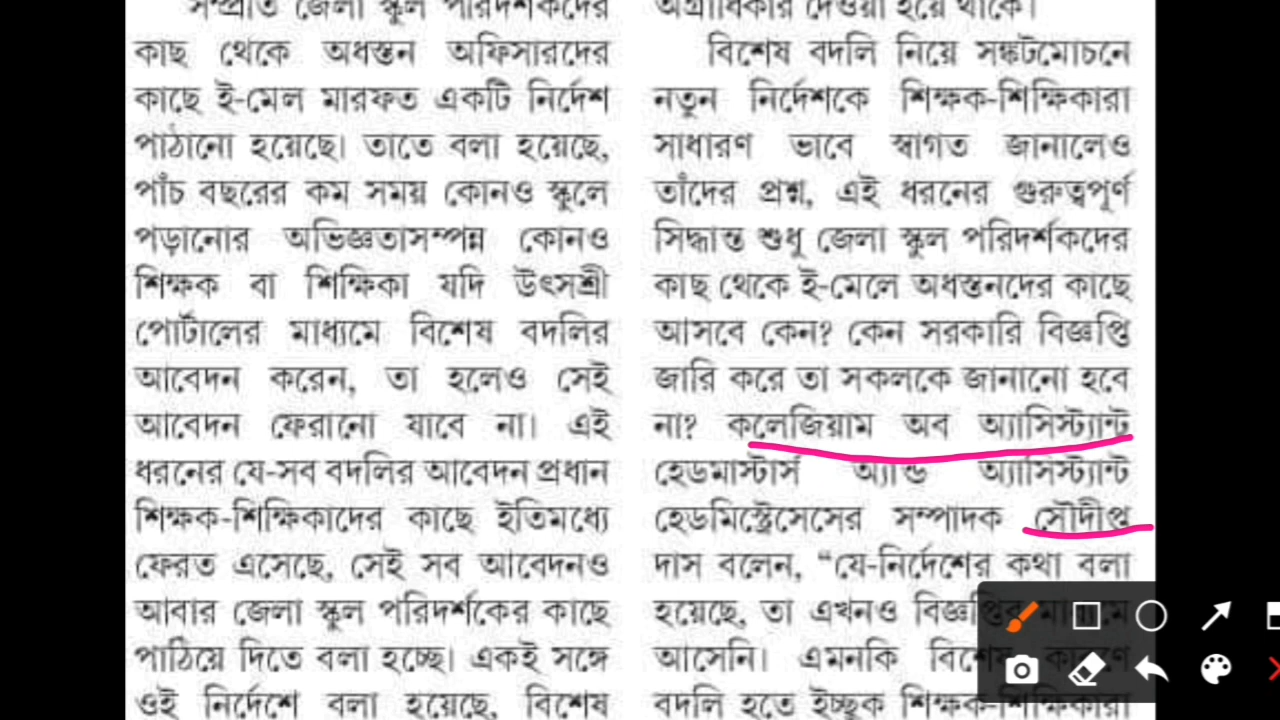 সম্প্রতি জেলা স্কুল পরিদর্শকদের
কাছ থেকে অধস্তন অফিসারদের
কাছে ই-মেল মারফত একটি নির্দেশ
পাঠানো হয়েছে। তাতে বলা হয়েছে,
পাঁচ বছরের কম সময় কোনও স্কুলে
পড়ানোর অভিজ্ঞতাসম্পন্ন কোনও
শিক্ষক বা শিক্ষিকা যদি উৎসশ্রী
পোর্টালের মাধ্যমে বিশেষ বদলির
আবেদন করেন, তা হলেও সেই
আবেদন ফেরানো যাবে না। এই
ধরনের যে-সব বদলির আবেদন প্রধান
শিক্ষক-শিক্ষিকাদের কাছে ইতিমধ্যে
ফেরত এসেছে, সেই সব আবেদনও
আবার জেলা স্কুল পরিদর্শকের কাছে
পাঠিয়ে দিতে বলা হচ্ছে। একই সঙ্গে
ওই নির্দেশে বলা হয়েছে, বিশেষ
অগ্রাধিকার দেওয়া হয়ে থাকে।
বিশেষ বদলি নিয়ে সঙ্কটমোচনে
নতুন নির্দেশকে শিক্ষক-শিক্ষিকারা
সাধারণ ভাবে স্বাগত জানালেও
তাঁদের প্রশ্ন, এই ধরনের গুরুত্বপূর্ণ
সিদ্ধান্ত শুধু জেলা স্কুল পরিদর্শকদের
কাছ থেকে ই-মেলে অধস্তনদের কাছে
আসবে কেন? কেন সরকারি বিজ্ঞপ্তি
জারি করে তা সকলকে জানানো হবে
না? কলেজিয়াম অব অ্যাসিস্ট্যান্ট
হেডমাস্টার্স অ্যান্ড অ্যাসিস্ট্যান্ট
হেডমিস্ট্রেসেসের সম্পাদক সৌদীপ্ত
দাস বলেন, “যে-নির্দেশের কথা বলা
হয়েছে, তা এখনও বিজ্ঞপ্তির মাধ্যমে
আসেনি। এমনকি বিশেষ কারণে
বদলি হতে ইচ্ছুক শিক্ষক-শিক্ষিকারা